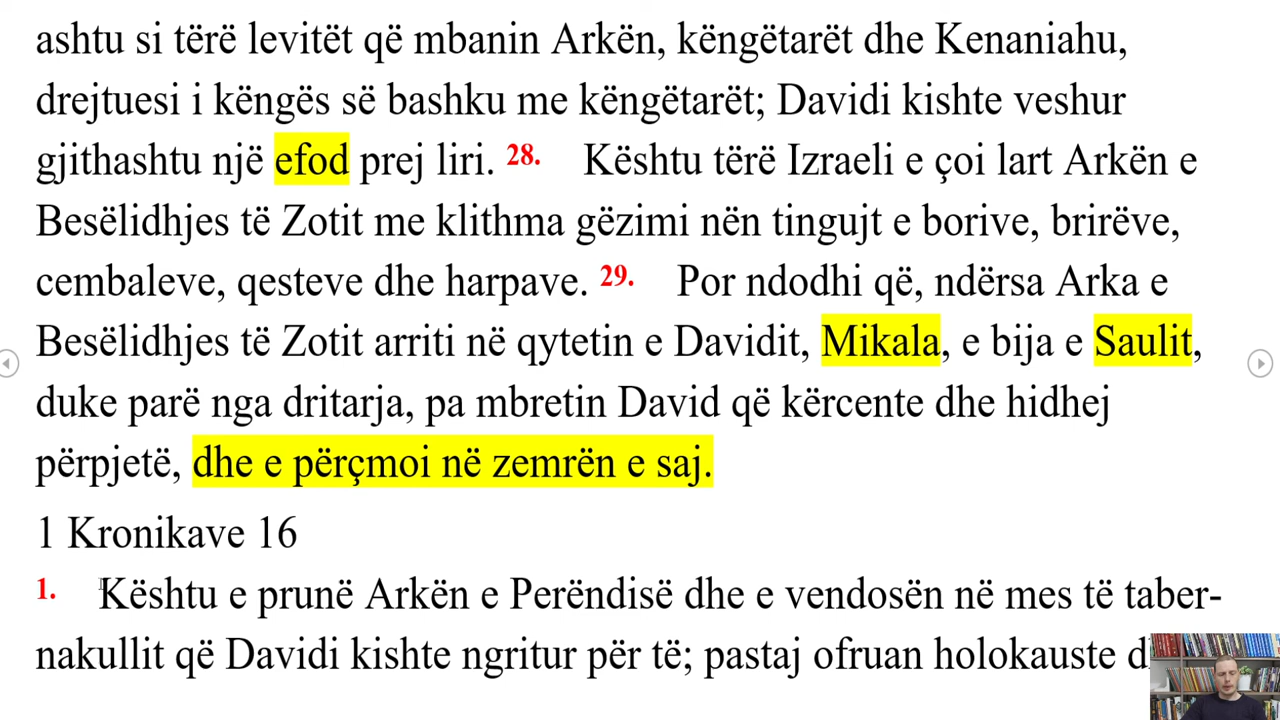 ashtu si tërë levitët që mbanin Arkën, këngëtarët dhe Kenaniahu,
drejtuesi i këngës së bashku me këngëtarët; Davidi kishte veshur
gjithashtu një efod prej liri. 28. Kështu tërë Izraeli e çoi lart Arkën e
Besëlidhjes të Zotit me klithma gëzimi nën tingujt e borive, brirëve,
cembaleve, qesteve dhe harpave. 29. Por ndodhi që, ndërsa Arka e
Besëlidhjes të Zotit arriti në qytetin e Davidit, Mikala, e bija e Saulit,
duke parë nga dritarja, pa mbretin David që kërcente dhe hidhej
përpjetë, dhe e përçmoi në zemrën e saj.
1 Kronikave 16
1. Kështu e prunë Arkën e Perëndisë dhe e vendosën në mes të taber-
nakullit që Davidi kishte ngritur për të; pastaj ofruan holokauste